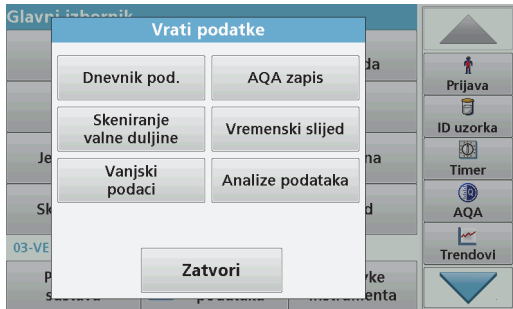 Glavni izbornik
Vrati podatke
Dnevnik pod.
AQA zapis
Skeniranje
valne duljine
Vremenski slijed
Vanjski
podaci
Analize podataka
Zatvori
03-VE
Prijava
ID uzorka
Timer
AQA
Trendovi